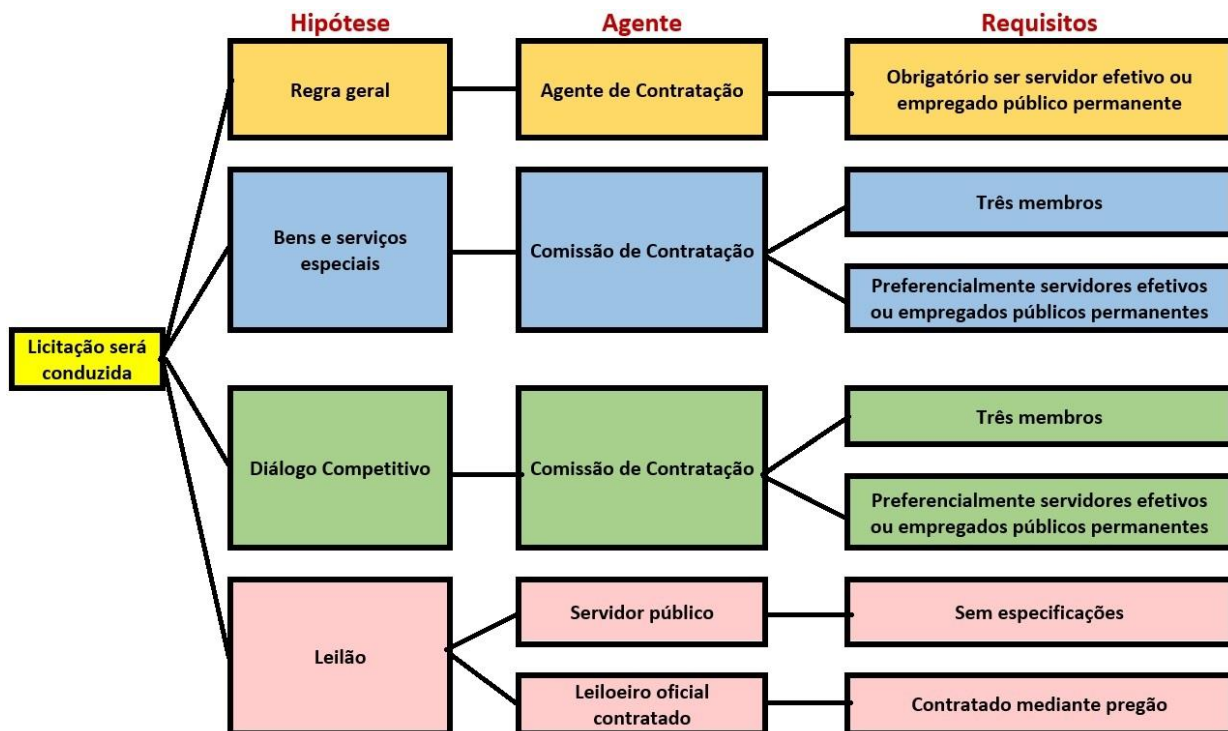 Hipótese
Agente
Requisitos
Regra geral
Agente de Contratação
Obrigatório ser servidor efetivo ou
empregado público permanente
Bens e serviços
especiais
Comissão de Contratação
Três membros
Preferencialmente servidores efetivos
ou empregados públicos permanentes
Licitação será
conduzida
Diálogo Competitivo
Comissão de Contratação
Três membros
Preferencialmente servidores efetivos
ou empregados públicos permanentes
Leilão
Servidor público
Sem especificações
Leiloeiro oficial
contratado
Contratado mediante pregão